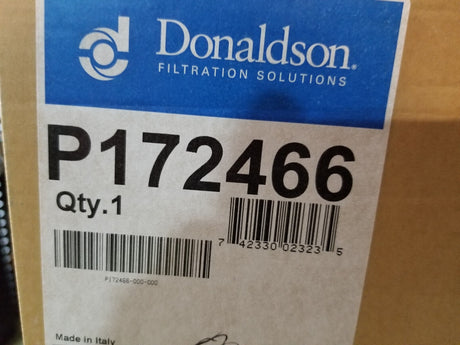 Donaldson®
FILTRATION SOLUTIONS
P172466
Qty.1
7 42330 02323 5
P172466-000-000
Made in Italy